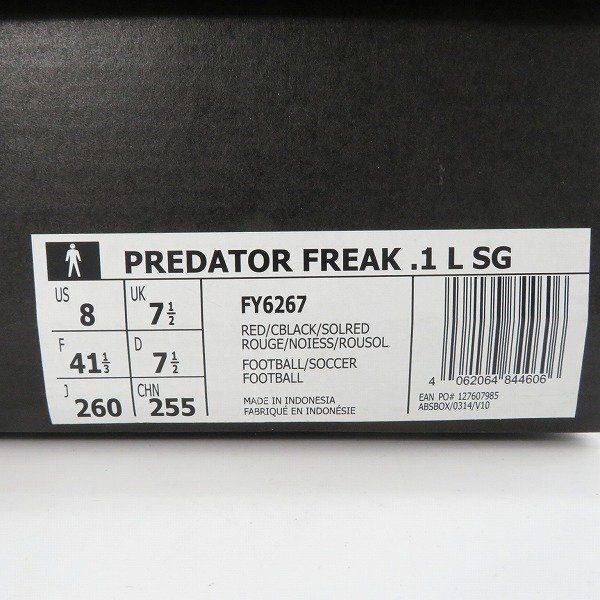 PREDATOR FREAK .1 L SG
US 8 UK 7 1/2
F 41 1/3 D 7 1/2
J 260 CHN 255
FY6267
RED/CBLACK/SOLRED
ROUGE/NOIESS/ROUSOL
FOOTBALL/SOCCER
FOOTBALL
MADE IN INDONESIA
FABRIQUÉ EN INDONÉSIE
4 062064 844606
EAN PO# 127607985
ABSBOX/0314/V10